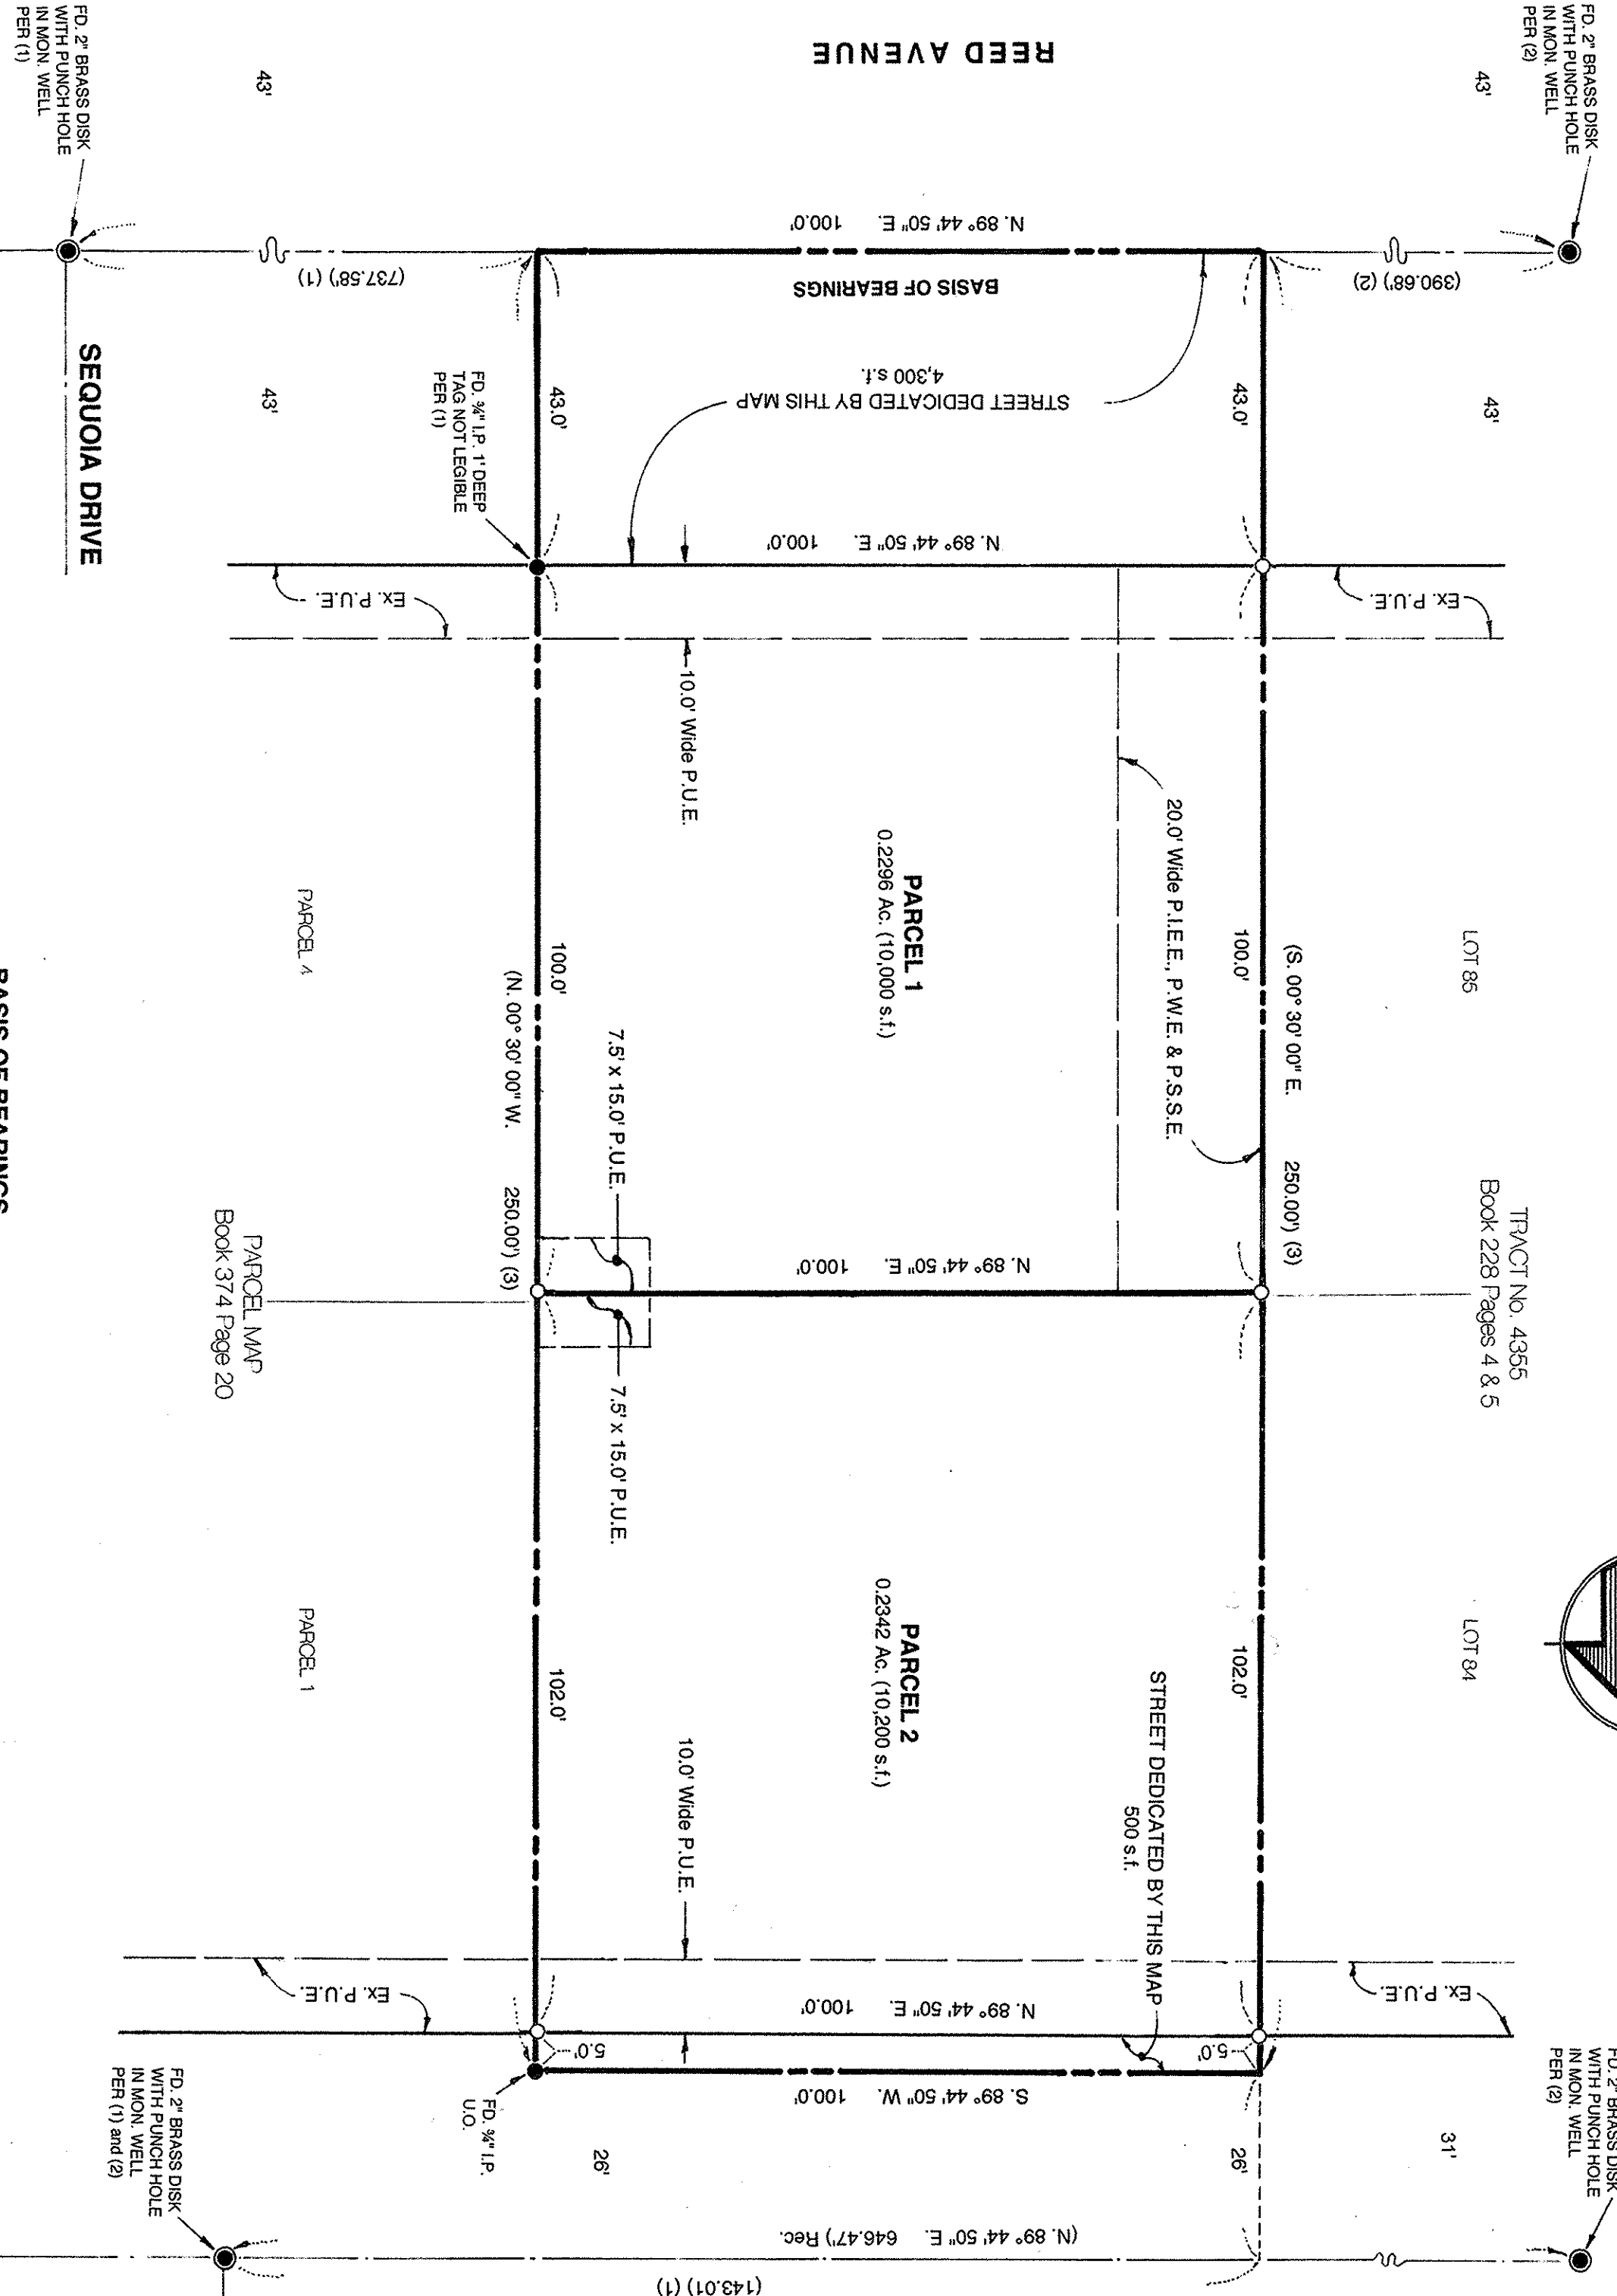 REED AVENUE
FD. 2" BRASS DISK
WITH PUNCH HOLE
IN MON. WELL
PER (1)
43'
43'
FD. 2" BRASS DISK
WITH PUNCH HOLE
IN MON. WELL
PER (2)
N. 89° 44' 50" E. 100.0'
BASIS OF BEARINGS
(737.58') (1)
(390.68') (2)
SEQUOIA DRIVE
43'
43.0'
43.0'
43'
STREET DEDICATED BY THIS MAP
4,300 s.f.
FD. ¾" I.P. 1' DEEP
TAG NOT LEGIBLE
PER (1)
N. 89° 44' 50" E. 100.0'
Ex. P.U.E.
Ex. P.U.E.
10.0' Wide P.U.E.
20.0' Wide P.I.E.E., P.W.E. & P.S.S.E.
PARCEL 1
0.2296 Ac. (10,000 s.f.)
PARCEL 4
LOT 85
100.0'
100.0'
(N. 00° 30' 00" W. 250.00') (3)
(S. 00° 30' 00" E. 250.00') (3)
7.5' x 15.0' P.U.E.
N. 89° 44' 50" E. 100.0'
7.5' x 15.0' P.U.E.
PARCEL MAP
Book 374 Page 20
TRACT No. 4355
Book 228 Pages 4 & 5
BASIS OF BEARINGS
PARCEL 2
0.2342 Ac. (10,200 s.f.)
PARCEL 1
LOT 84
102.0'
102.0'
STREET DEDICATED BY THIS MAP
500 s.f.
10.0' Wide P.U.E.
Ex. P.U.E.
Ex. P.U.E.
N. 89° 44' 50" E. 100.0'
5.0'
5.0'
S. 89° 44' 50" W. 100.0'
FD. ¾" I.P.
U.O.
26'
26'
31'
FD. 2" BRASS DISK
WITH PUNCH HOLE
IN MON. WELL
PER (1) and (2)
FD. 2" BRASS DISK
WITH PUNCH HOLE
IN MON. WELL
PER (2)
(N. 89° 44' 50" E. 646.47') Rec.
(143.01) (1)